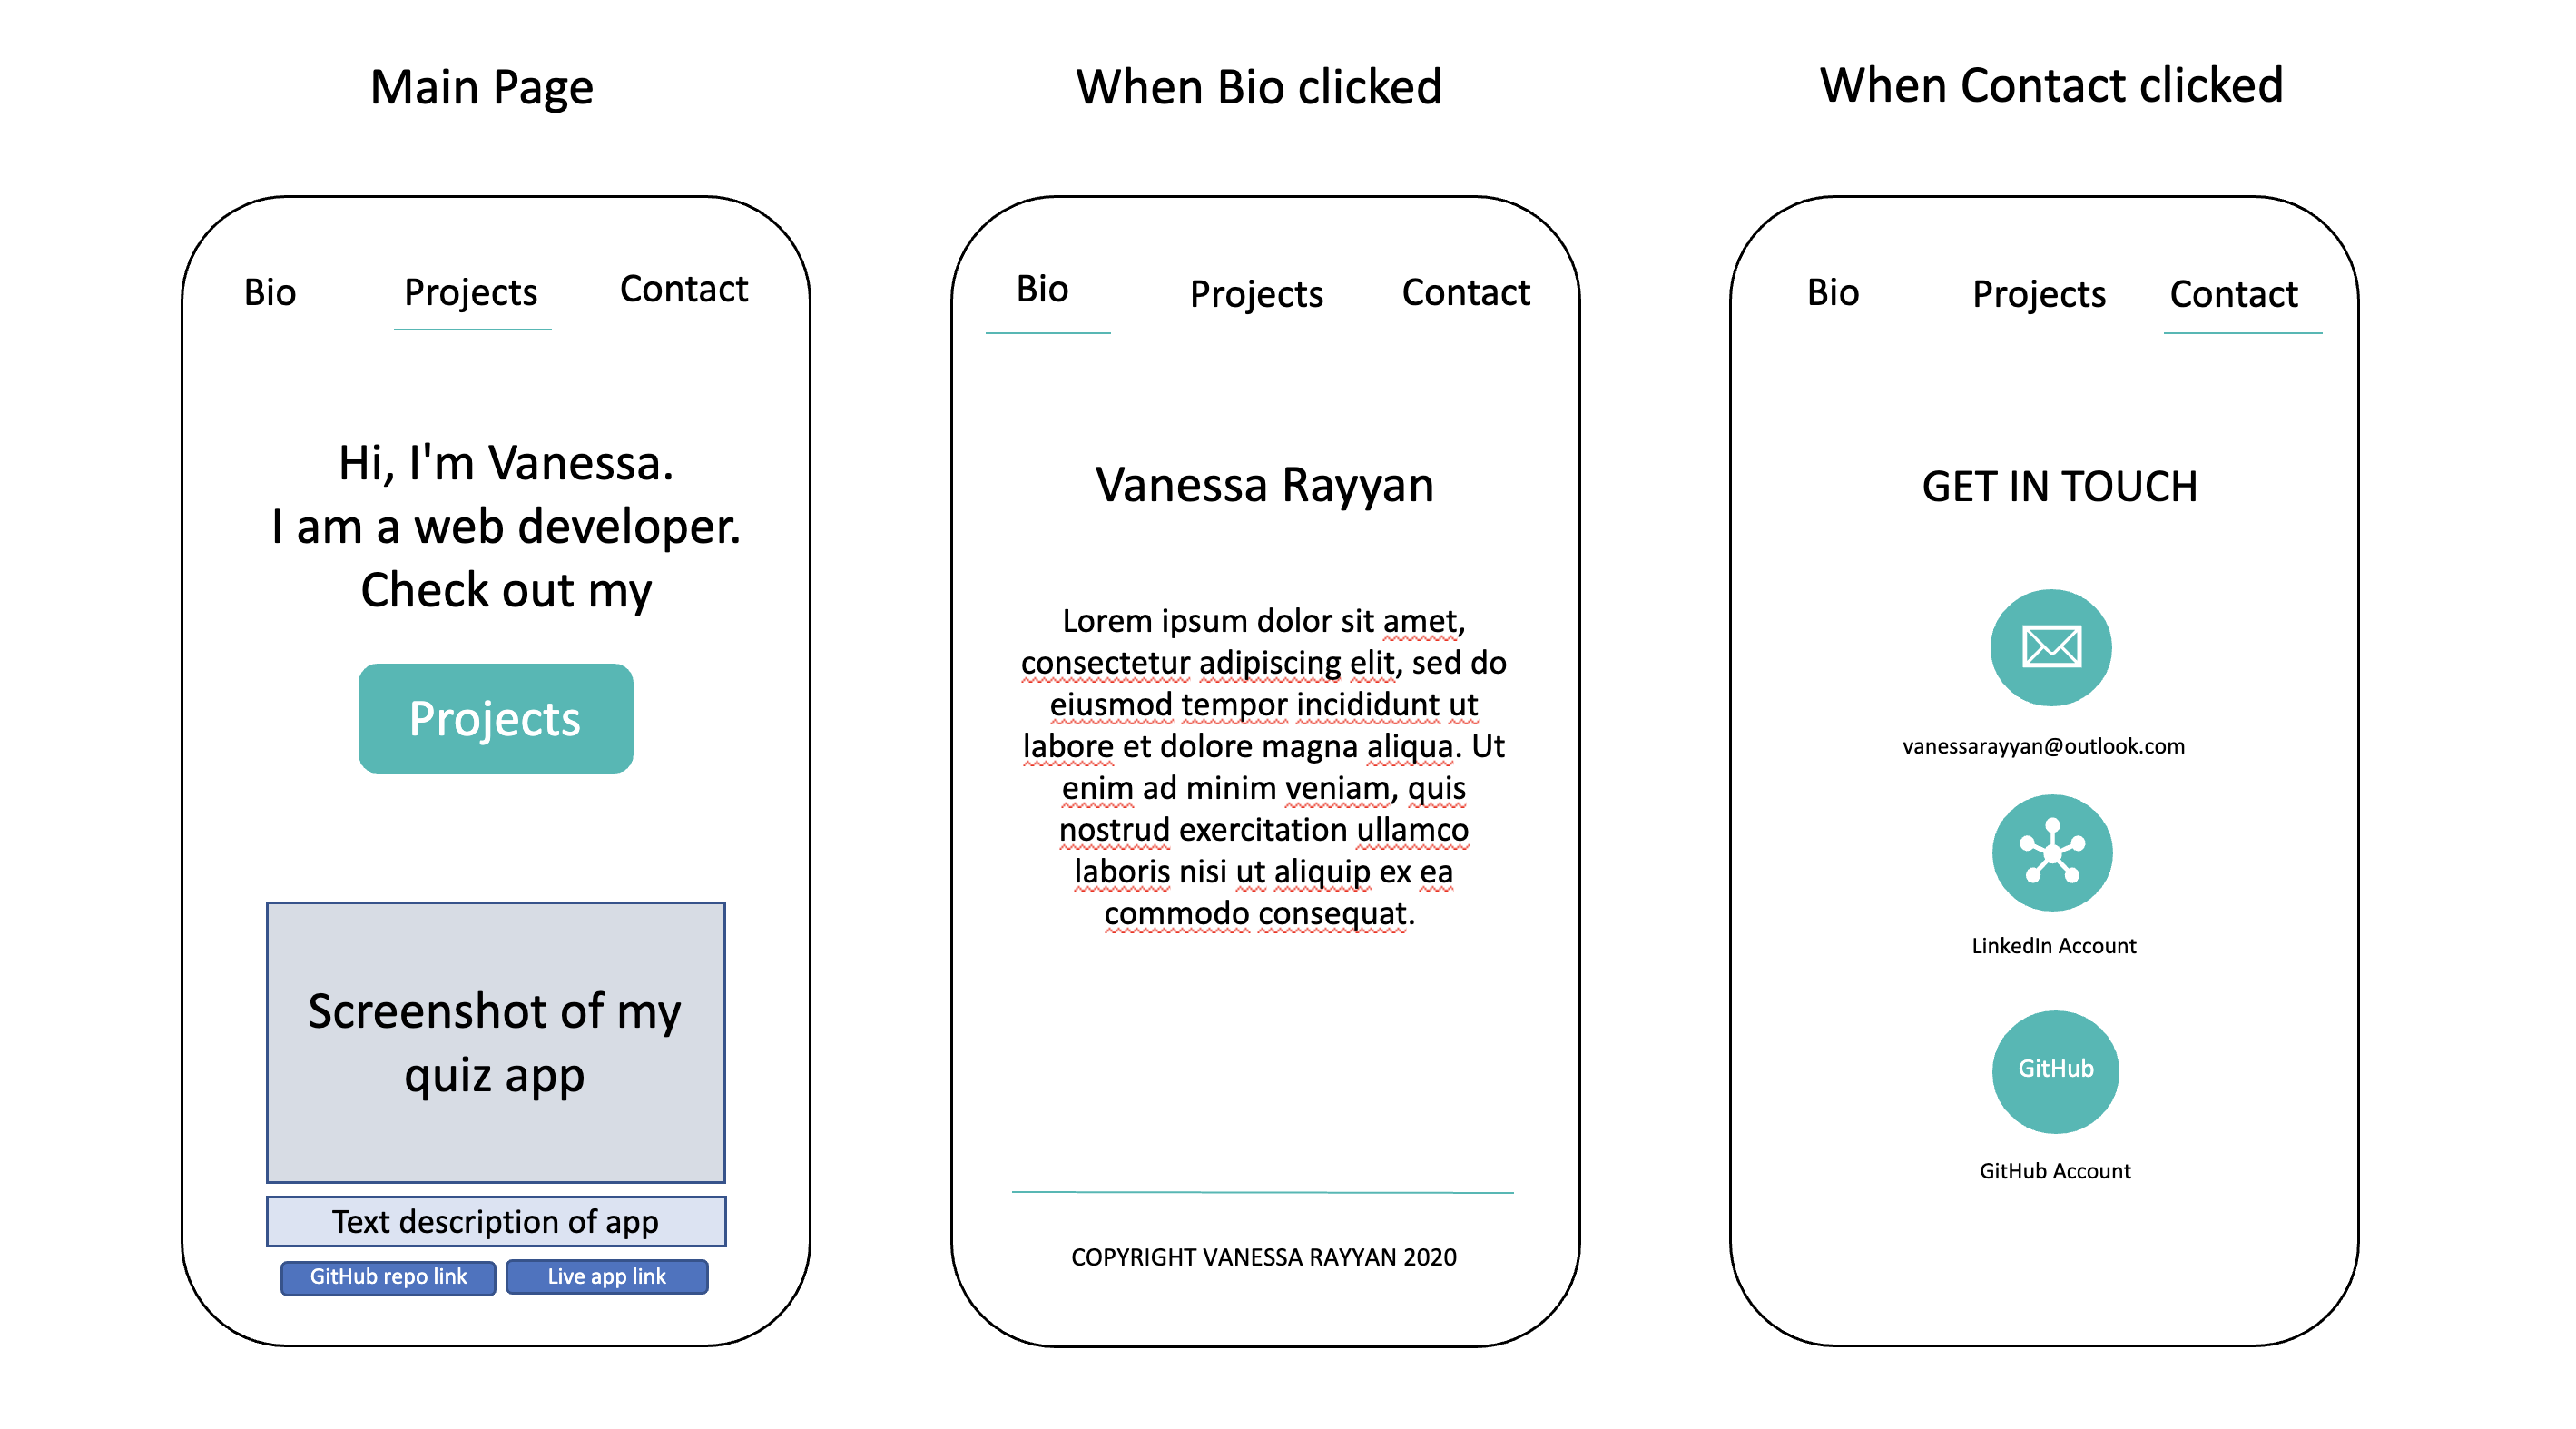 Main Page
Bio
Projects
Contact
Hi, I'm Vanessa.
I am a web developer.
Check out my
Projects
Screenshot of my
quiz app
Text description of app
GitHub repo link
Live app link
When Bio clicked
Bio
Projects
Contact
Vanessa Rayyan
Lorem ipsum dolor sit amet,
consectetur adipiscing elit, sed do
eiusmod tempor incididunt ut
labore et dolore magna aliqua. Ut
enim ad minim veniam, quis
nostrud exercitation ullamco
laboris nisi ut aliquip ex ea
commodo consequat.
COPYRIGHT VANESSA RAYYAN 2020
When Contact clicked
Bio
Projects
Contact
GET IN TOUCH
vanessarayyan@outlook.com
LinkedIn Account
GitHub
GitHub Account